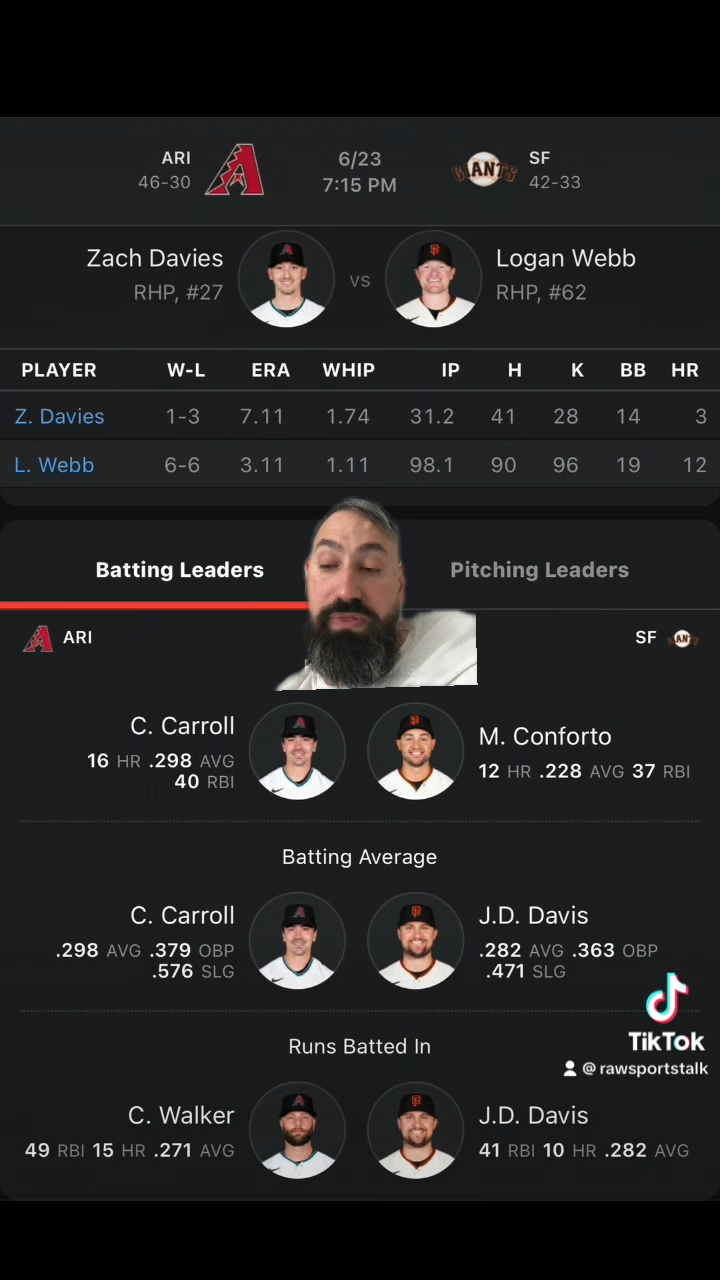 ARI
46-30
6/23
7:15 PM
GIANTS
SF
42-33
Zach Davies
RHP, #27
VS
Logan Webb
RHP, #62
PLAYER W-L ERA WHIP IP H K BB HR
Z. Davies 1-3 7.11 1.74 31.2 41 28 14 3
L. Webb 6-6 3.11 1.11 98.1 90 96 19 12
Batting Leaders
Pitching Leaders
ARI
SF
GIANTS
C. Carroll
16 HR .298 AVG
40 RBI
M. Conforto
12 HR .228 AVG 37 RBI
Batting Average
C. Carroll
.298 AVG .379 OBP
.576 SLG
J.D. Davis
.282 AVG .363 OBP
.471 SLG
TikTok
@rawsportstalk
Runs Batted In
C. Walker
49 RBI 15 HR .271 AVG
J.D. Davis
41 RBI 10 HR .282 AVG